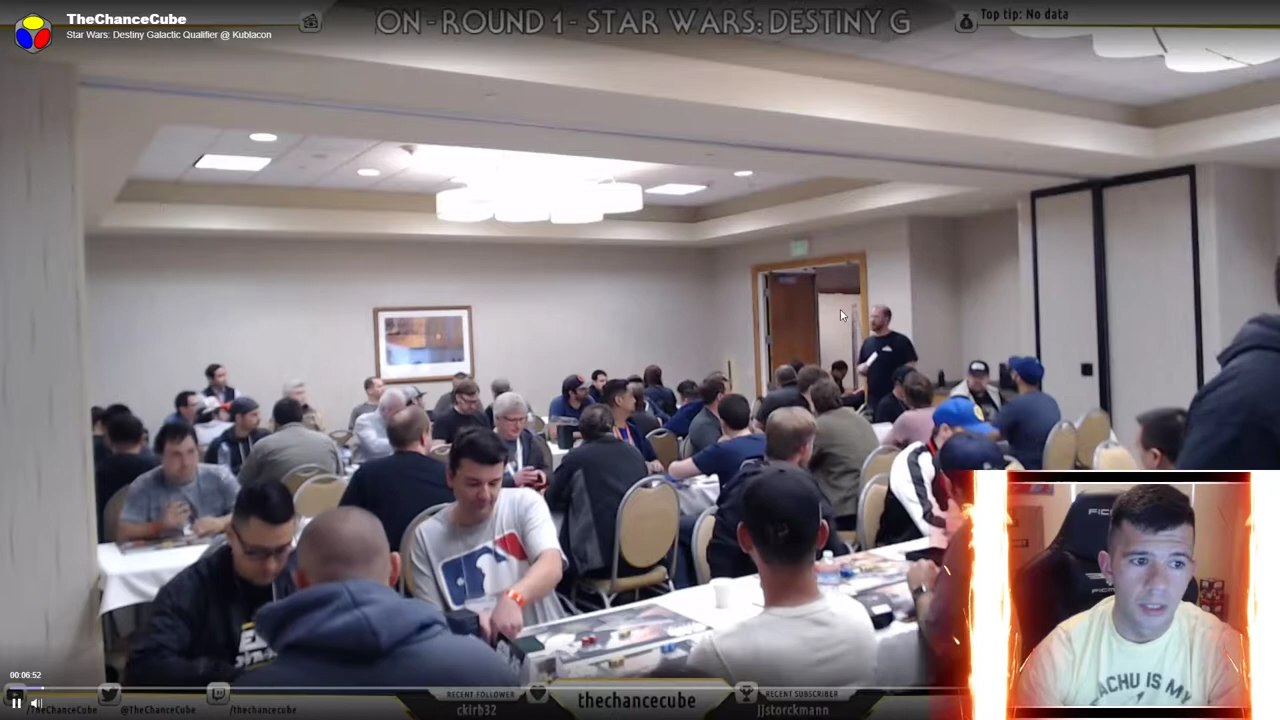 TheChanceCube
Star Wars: Destiny Galactic Qualifier @ Kublacon
ON - ROUND 1 - STAR WARS: DESTINY G
Top tip: No data
00:06:52
/TheChanceCube
@TheChanceCube
/thechancecube
RECENT FOLLOWER
ckirb32
thechancecube
RECENT SUBSCRIBER
jjstorckmann
ACHU IS MY